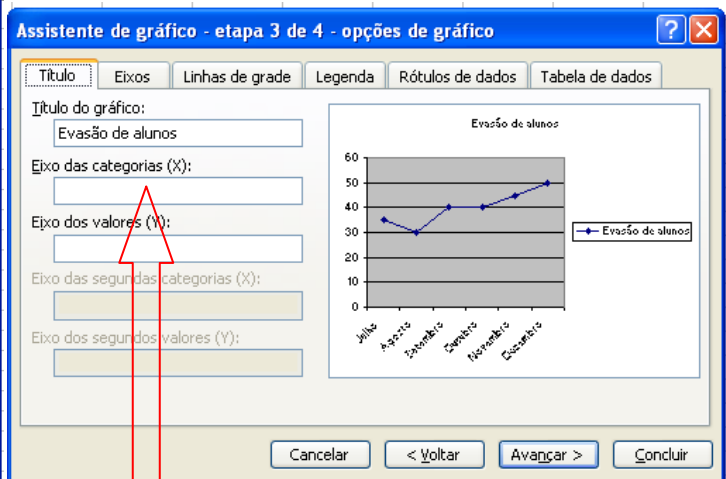 Assistente de gráfico - etapa 3 de 4 - opções de gráfico
Título Eixos Linhas de grade Legenda Rótulos de dados Tabela de dados
Título do gráfico:
Evasão de alunos
Eixo das categorias (X):
Eixo dos valores (Y):
Eixo das segundas categorias (X):
Eixo dos segundos valores (Y):
Evasão de alunos
60
50
40
30
20
10
0
Julho Agosto Setembro Outubro Novembro Dezembro
Evasão de alunos
Cancelar < Voltar Avançar > Concluir